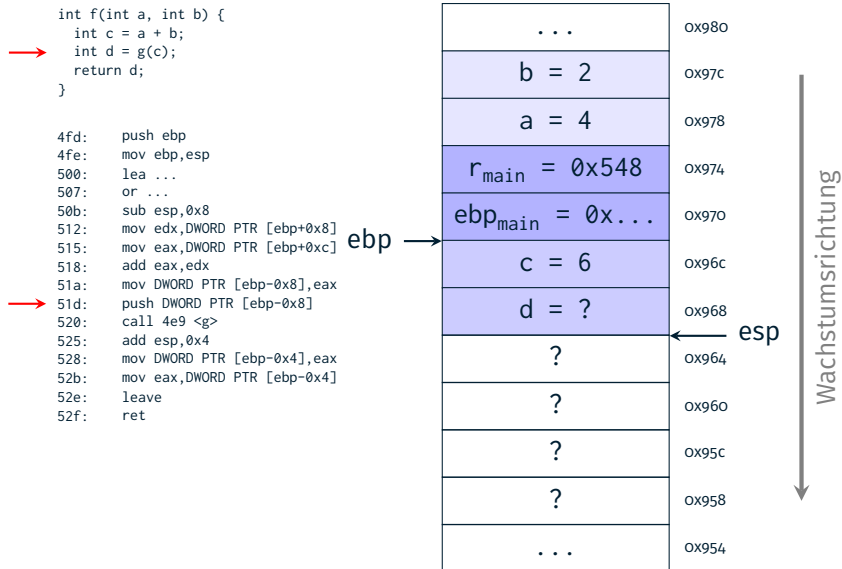 int f(int a, int b) {
int c = a + b;
int d = g(c);
return d;
}
4fd: push ebp
4fe: mov ebp,esp
500: lea ...
507: or ...
50b: sub esp,0x8
512: mov edx,DWORD PTR [ebp+0x8]
515: mov eax,DWORD PTR [ebp+0xc]
518: add eax,edx
51a: mov DWORD PTR [ebp-0x8],eax
51d: push DWORD PTR [ebp-0x8]
520: call 4e9 <g>
525: add esp,0x4
528: mov DWORD PTR [ebp-0x4],eax
52b: mov eax,DWORD PTR [ebp-0x4]
52e: leave
52f: ret
ebp
... 0x980
b = 2 0x97c
a = 4 0x978
r_main = 0x548 0x974
ebp_main = 0x... 0x970
c = 6 0x96c
d = ? 0x968
esp
? 0x964
? 0x960
? 0x95c
? 0x958
... 0x954
Wachstumsrichtung